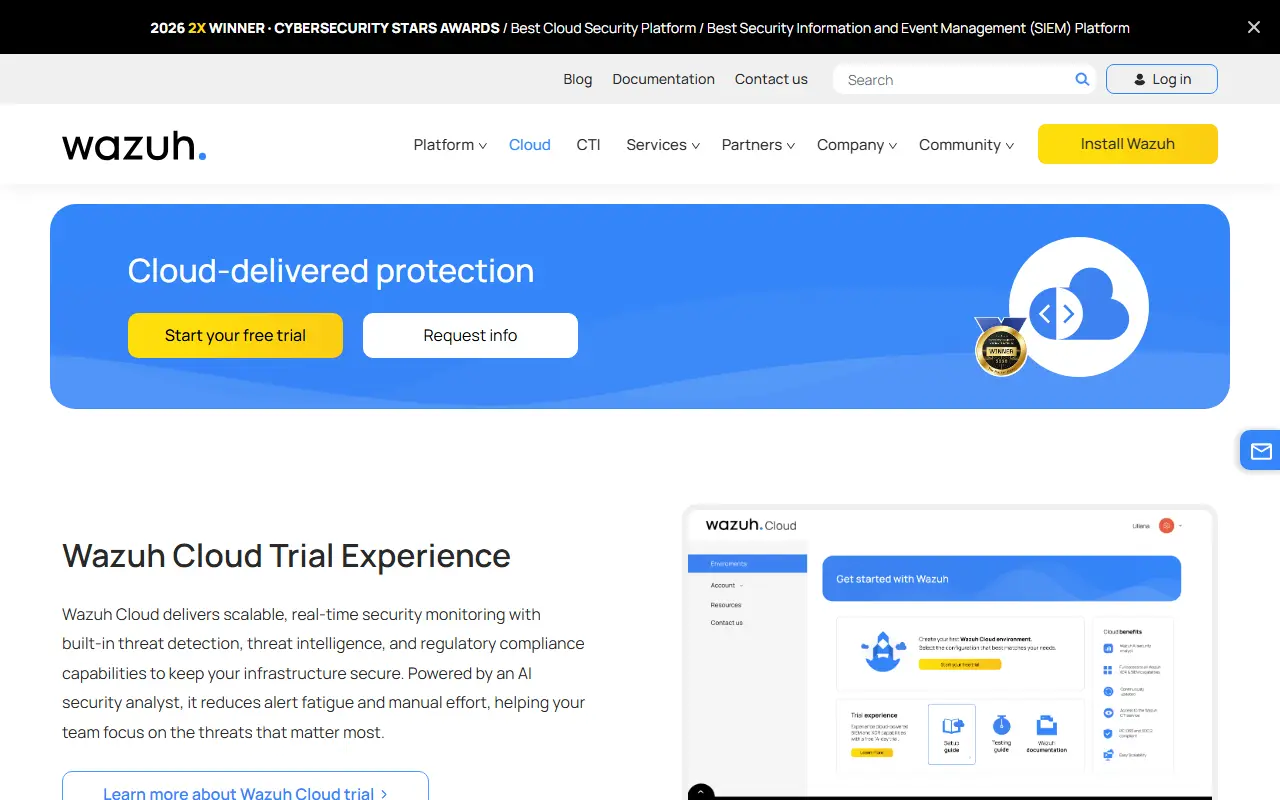 2026 2X WINNER · CYBERSECURITY STARS AWARDS / Best Cloud Security Platform / Best Security Information and Event Management (SIEM) Platform
Blog Documentation Contact us Search Log in
wazuh.
Platform Cloud CTI Services Partners Company Community Install Wazuh
Cloud-delivered protection
Start your free trial Request info
WINNER
Wazuh Cloud Trial Experience
Wazuh Cloud delivers scalable, real-time security monitoring with
built-in threat detection, threat intelligence, and regulatory compliance
capabilities to keep your infrastructure secure. Powered by an AI
security analyst, it reduces alert fatigue and manual effort, helping your
team focus on the threats that matter most.
Learn more about Wazuh Cloud trial >
wazuh. Cloud
Liliana
Enviroments
Account
Resources
Contact us
Get started with Wazuh
Create your first Wazuh Cloud environment.
Select the configuration that best matches your needs.
Start your free trial
Cloud benefits
Trial experience
Learn more
Setup
guide
Testing
guide
Wazuh
documentation